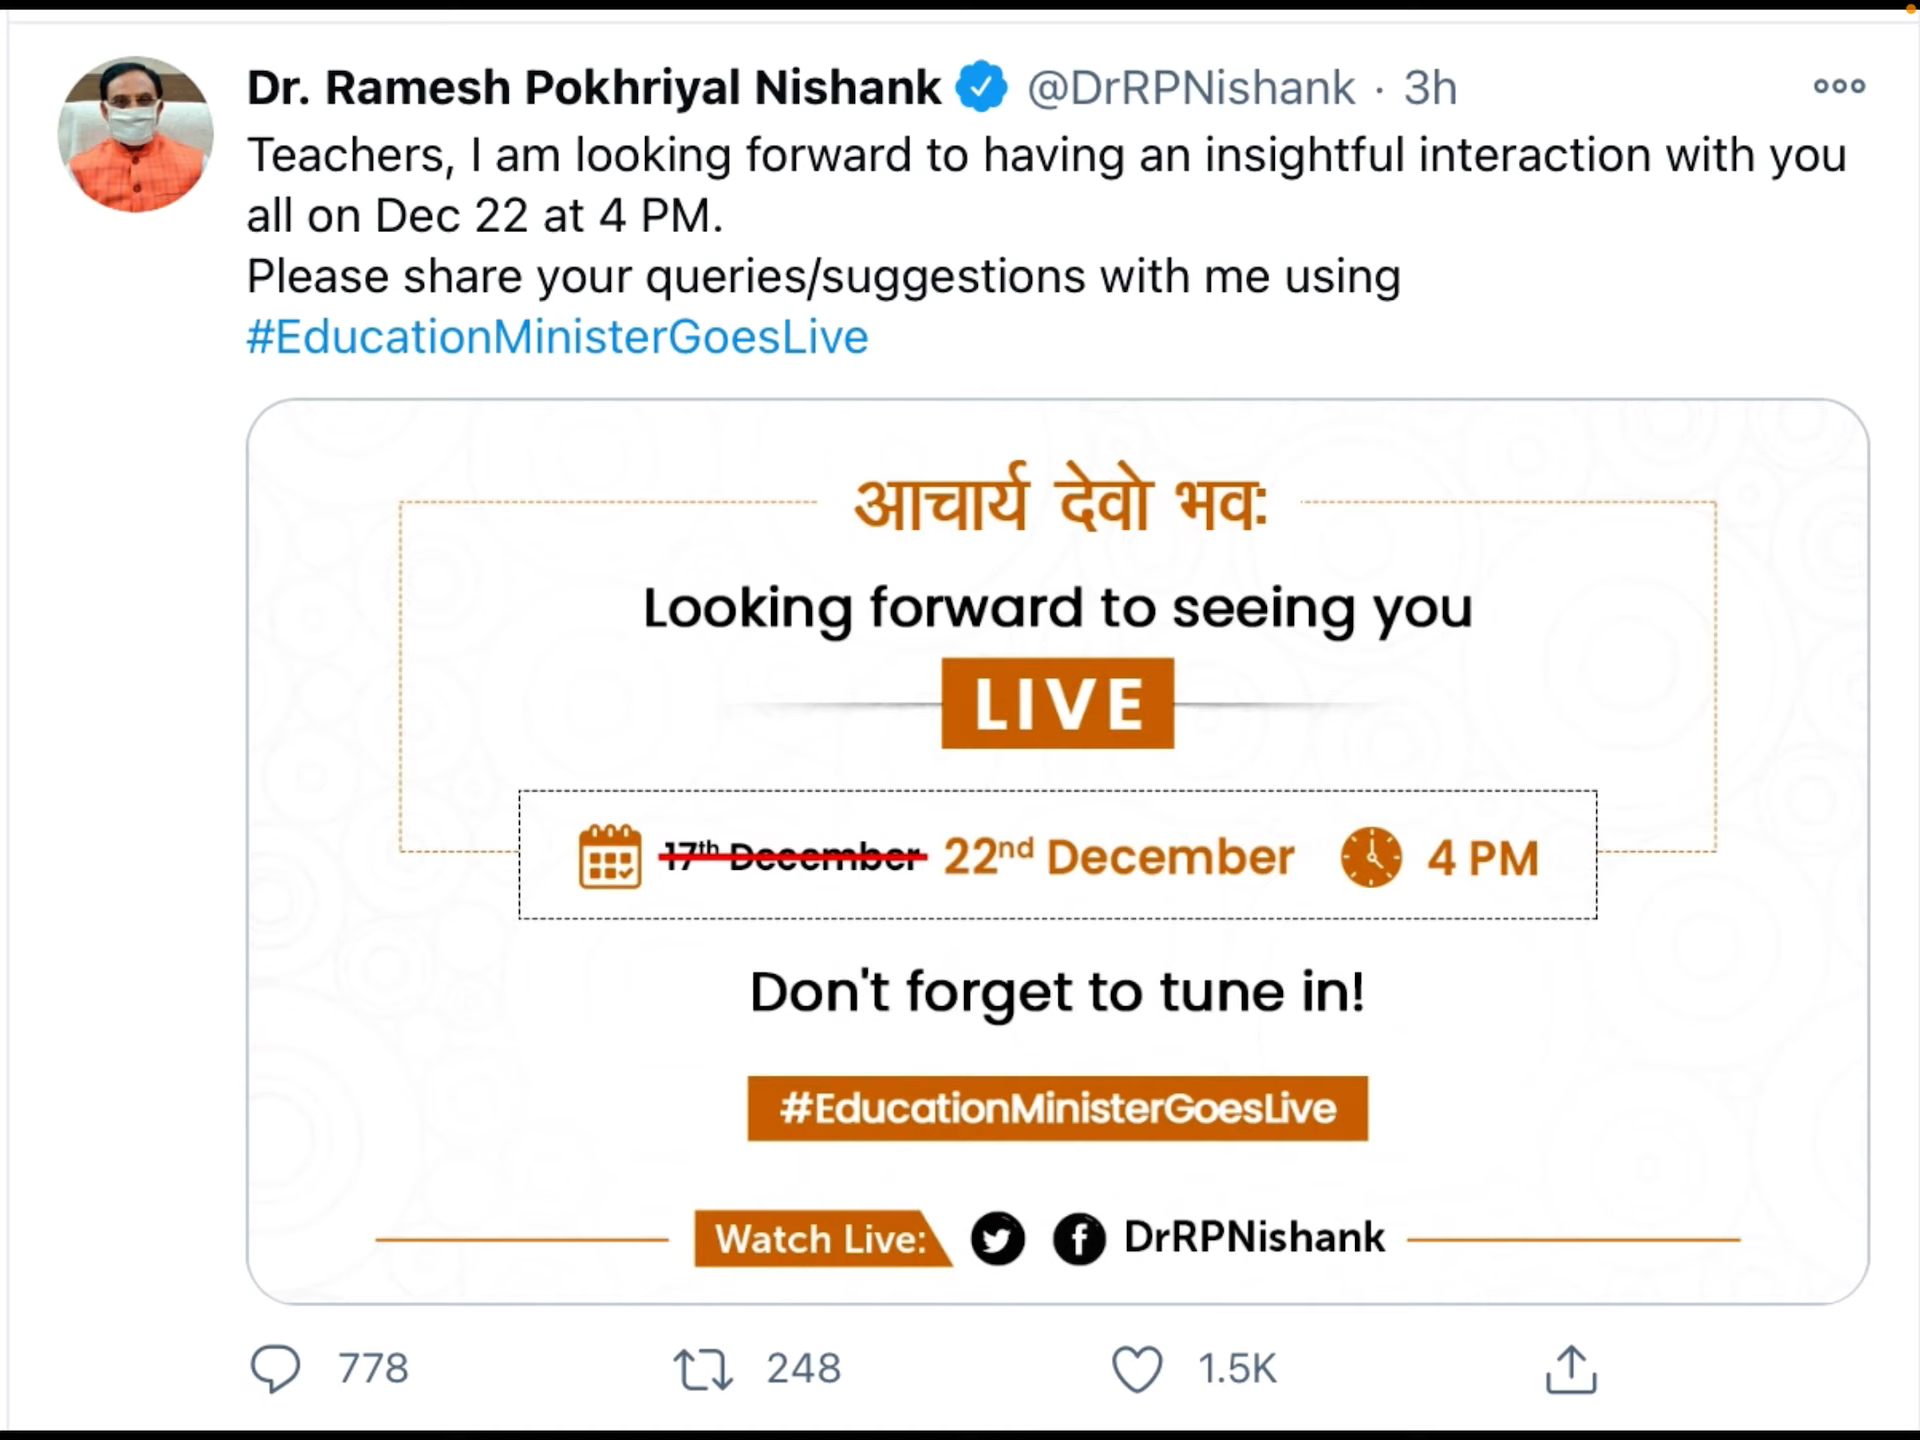 Dr. Ramesh Pokhriyal Nishank @DrRPNishank · 3h
Teachers, I am looking forward to having an insightful interaction with you
all on Dec 22 at 4 PM.
Please share your queries/suggestions with me using
#EducationMinisterGoesLive
आचार्य देवो भव:
Looking forward to seeing you
LIVE
17th December 22nd December 4 PM
Don't forget to tune in!
#EducationMinisterGoesLive
Watch Live: DrRPNishank
778 248 1.5K